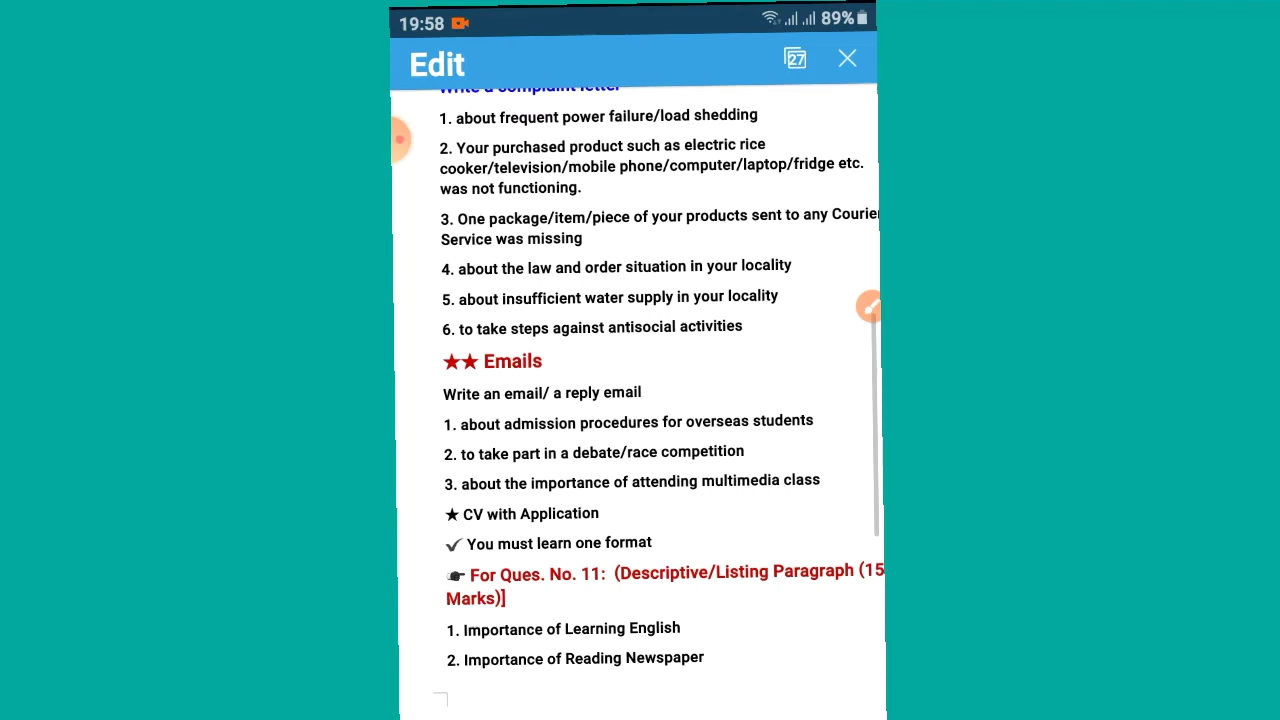 19:58
89%
Edit
27
Write a complaint letter
1. about frequent power failure/load shedding
2. Your purchased product such as electric rice
cooker/television/mobile phone/computer/laptop/fridge etc.
was not functioning.
3. One package/item/piece of your products sent to any Courie
Service was missing
4. about the law and order situation in your locality
5. about insufficient water supply in your locality
6. to take steps against antisocial activities
★★ Emails
Write an email/ a reply email
1. about admission procedures for overseas students
2. to take part in a debate/race competition
3. about the importance of attending multimedia class
★ CV with Application
✓ You must learn one format
☛ For Ques. No. 11: (Descriptive/Listing Paragraph (15
Marks)]
1. Importance of Learning English
2. Importance of Reading Newspaper